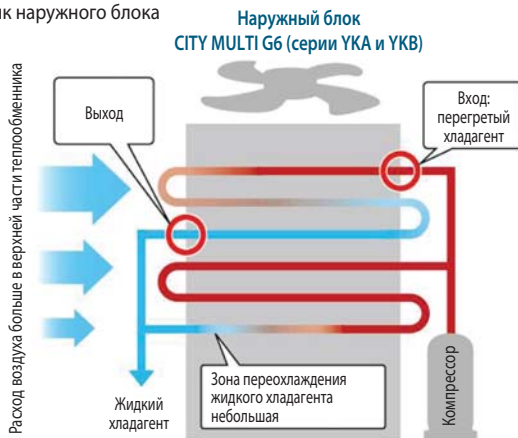 ик наружного блока
Наружный блок
CITY MULTI G6 (серии YKA и YKB)
Расход воздуха больше в верхней части теплообменника
Выход
Вход:
перегретый
хладагент
Зона переохлаждения
жидкого хладагента
небольшая
Жидкий
хладагент
Компрессор